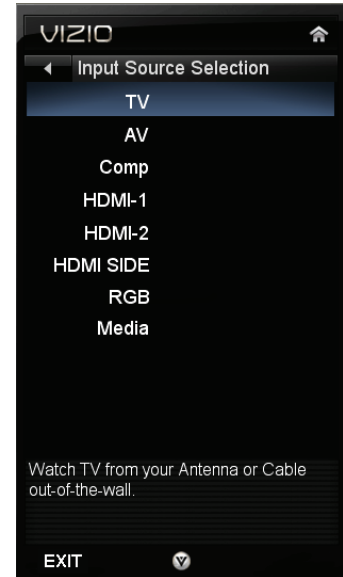 VIZIO
Input Source Selection
TV
AV
Comp
HDMI-1
HDMI-2
HDMI SIDE
RGB
Media
Watch TV from your Antenna or Cable
out-of-the-wall.
EXIT
V